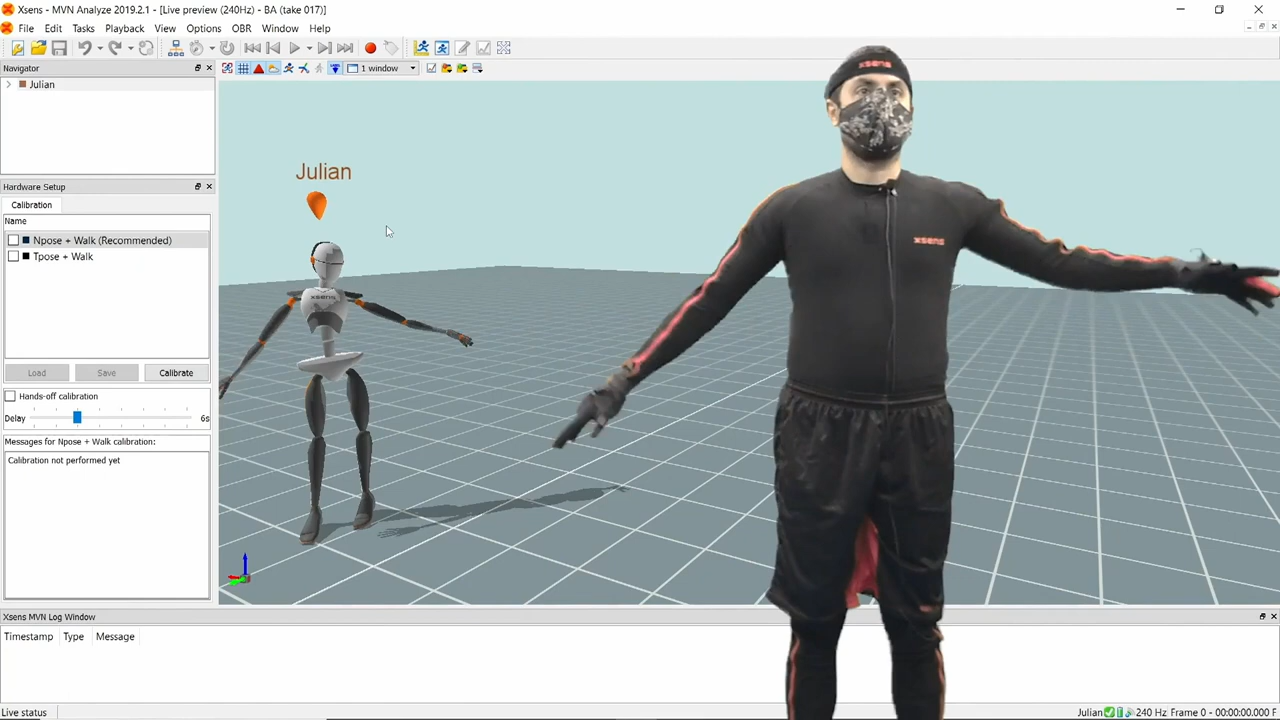 Xsens - MVN Analyze 2019.2.1 - [Live preview (240Hz) - BA (take 017)]
File Edit Tasks Playback View Options OBR Window Help
Navigator
1 window
Julian
Hardware Setup
Calibration
Name
Npose + Walk (Recommended)
Tpose + Walk
Load Save Calibrate
Hands-off calibration
Delay 6s
Messages for Npose + Walk calibration:
Calibration not performed yet
Julian
xsens
xsens
xsens
Xsens MVN Log Window
Timestamp Type Message
Live status
Julian 240 Hz Frame 0 - 00:00:00.000 F